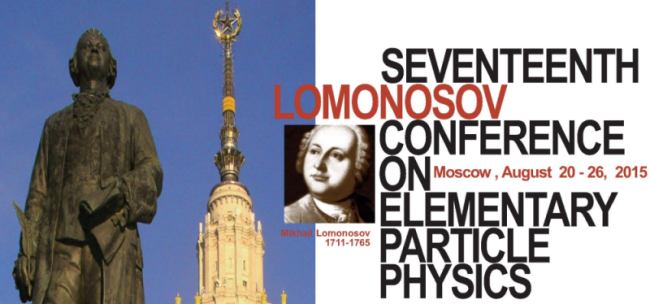 SEVENTEENTH
LOMONOSOV
CONFERENCE
ON
Moscow , August 20 - 26, 2015
ELEMENTARY
PARTICLE
PHYSICS
Mikhail Lomonosov
1711-1765